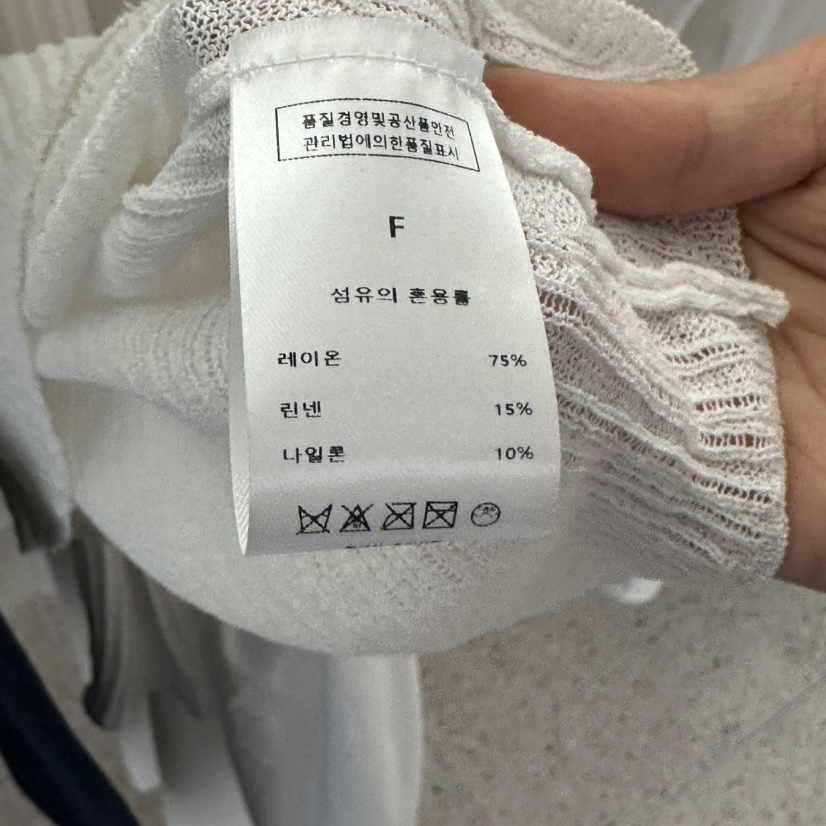 품질경영및공산품안전
관리법에의한품질표시
F
섬유의 혼용률
레이온 75%
린넨 15%
나일론 10%